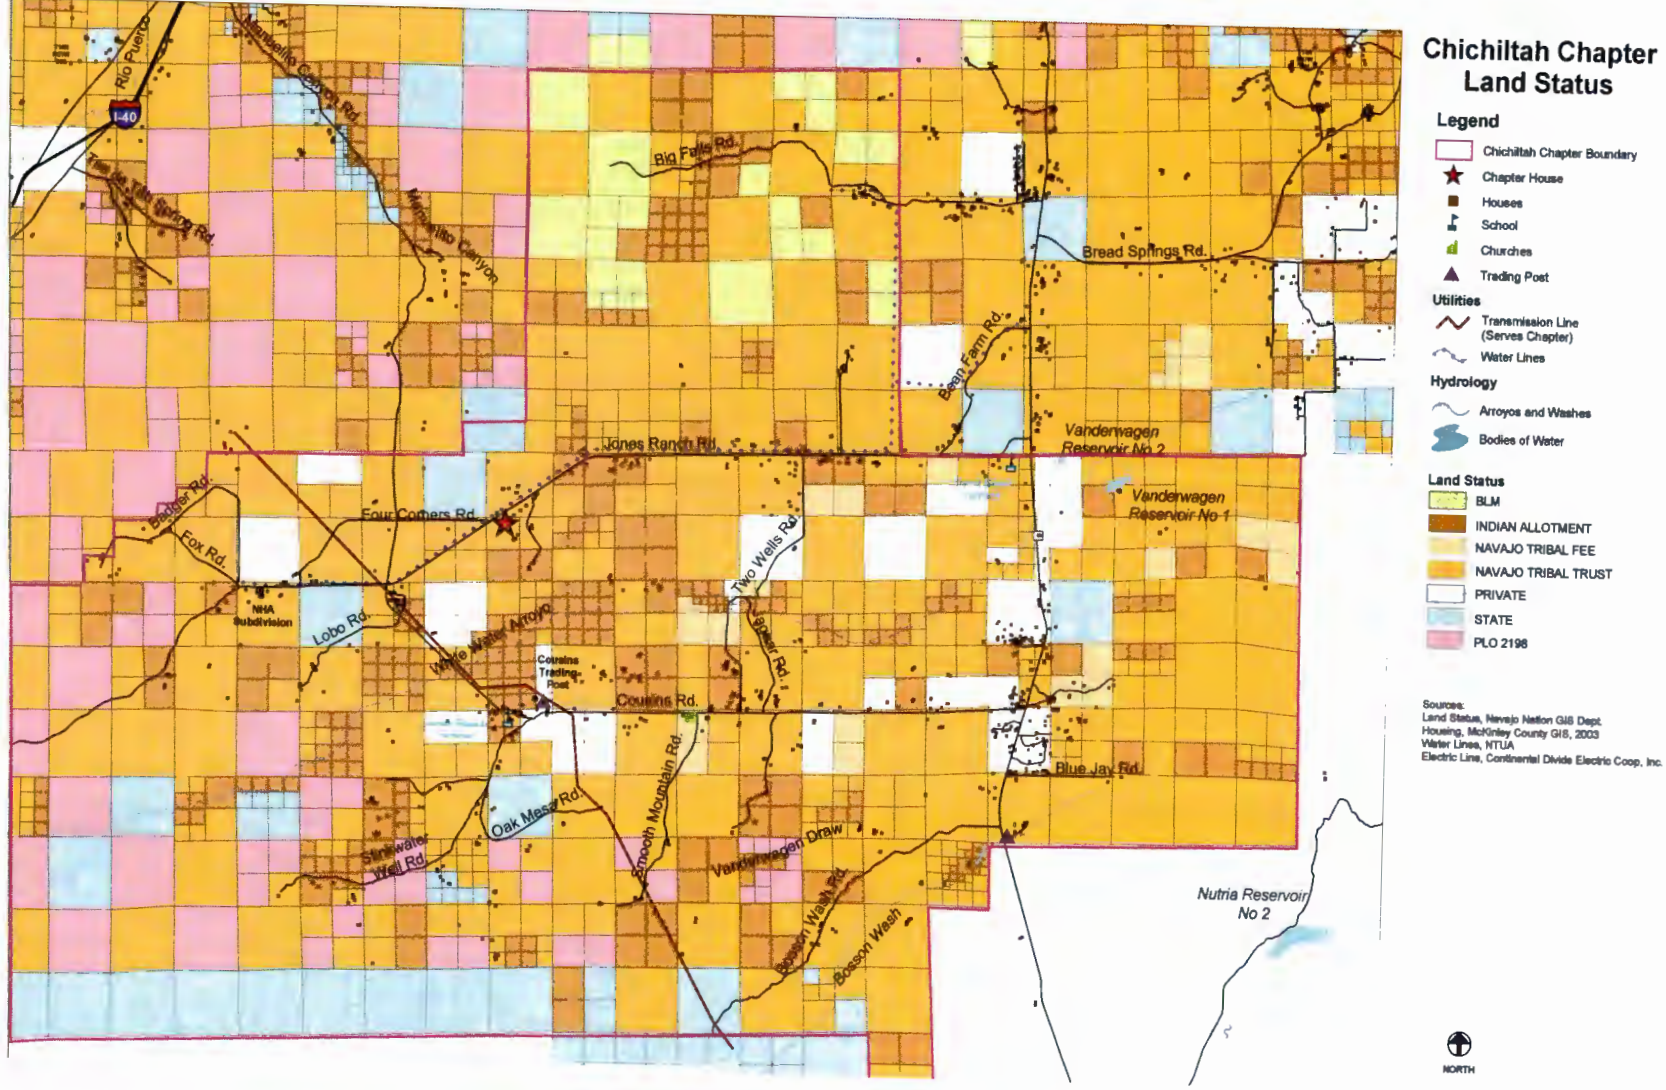 Chichiltah Chapter
Land Status
Legend
Chichiltah Chapter Boundary
Chapter House
Houses
School
Churches
Trading Post
Utilities
Transmission Line
(Serves Chapter)
Water Lines
Hydrology
Arroyos and Washes
Bodies of Water
Land Status
BLM
INDIAN ALLOTMENT
NAVAJO TRIBAL FEE
NAVAJO TRIBAL TRUST
PRIVATE
STATE
PLO 2198
Sources:
Land Status, Navajo Nation GIS Dept.
Housing, McKinley County GIS, 2003
Water Lines, NTUA
Electric Line, Continental Divide Electric Coop, Inc.
NORTH
Rio Puerco
I-40
Manuelito Canyon Rd.
Manuelito Canyon
Spring Rd.
Big Falls Rd.
Bread Springs Rd.
Bean Farm Rd.
Jones Ranch Rd.
Vanderwagen
Reservoir No 2
Vanderwagen
Reservoir No 1
Badger Rd.
Fox Rd.
Four Corners Rd.
Two Wells Rd.
NHA
Subdivision
Lobo Rd.
White Water Arroyo
Jaguar Rd.
Cousins
Trading
Post
Cousins Rd.
Blue Jay Rd.
Oak Mesa Rd.
Smooth Mountain Rd.
Stinkwater
Well Rd.
Vanderwagen Draw
Bosson Wash Rd.
Bosson Wash
Nutria Reservoir
No 2